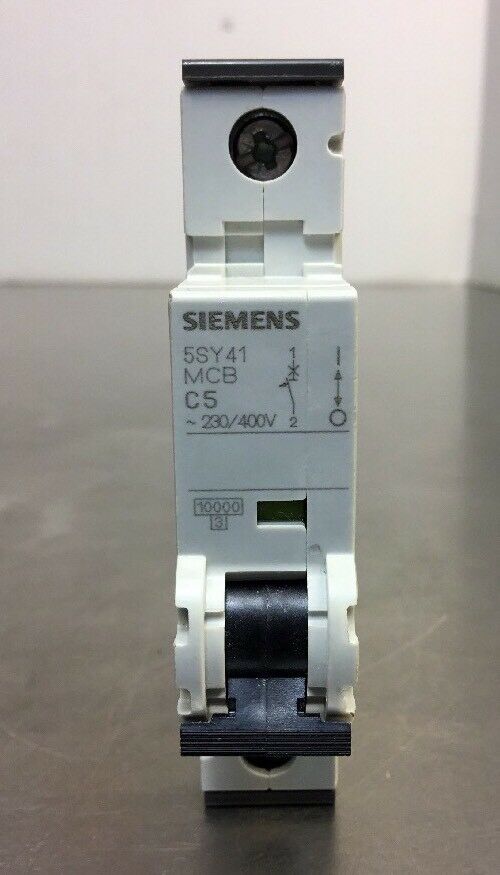 SIEMENS
5SY41 1 I
MCB
C5
~ 230/400V 2 O
10000
3